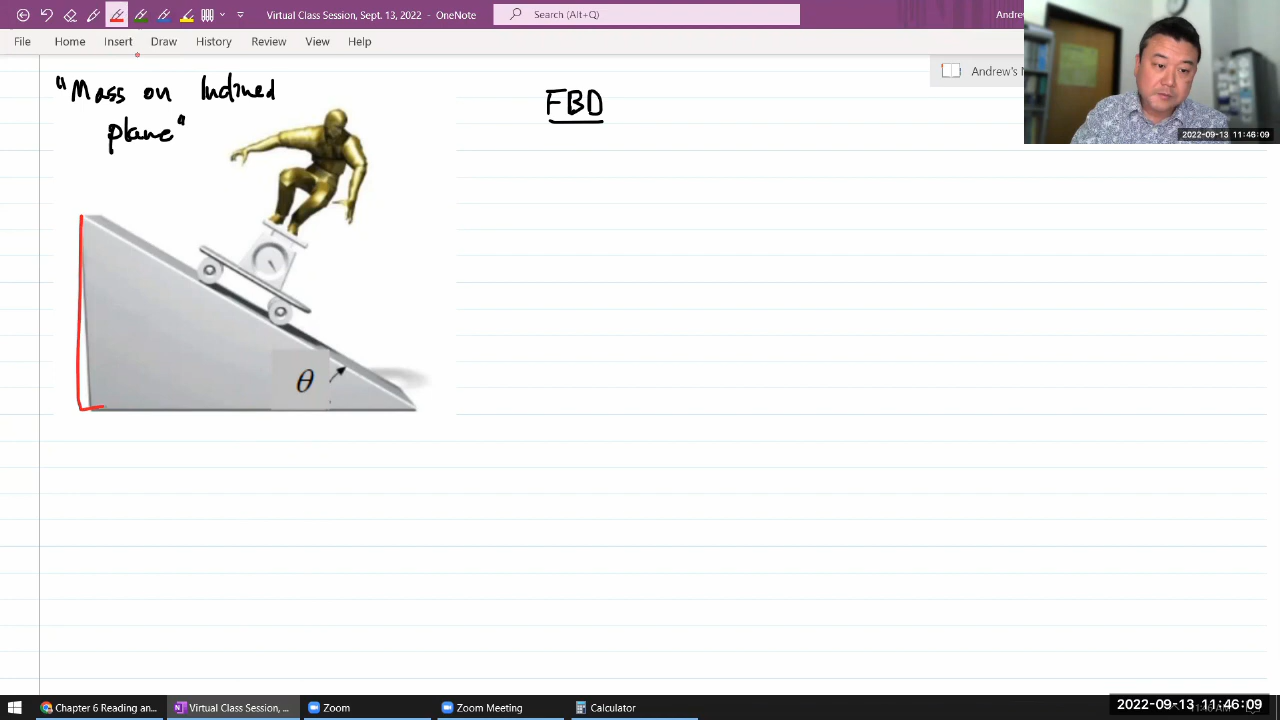 Virtual Class Session, Sept. 13, 2022 - OneNote
Search (Alt+Q)
Andrew
File Home Insert Draw History Review View Help
Andrew's N
2022-09-13 11:46:09
"Mass on Inclined
plane"
FBD
θ
Chapter 6 Reading an...
Virtual Class Session, ...
Zoom
Zoom Meeting
Calculator
2022-09-13 11:46:09